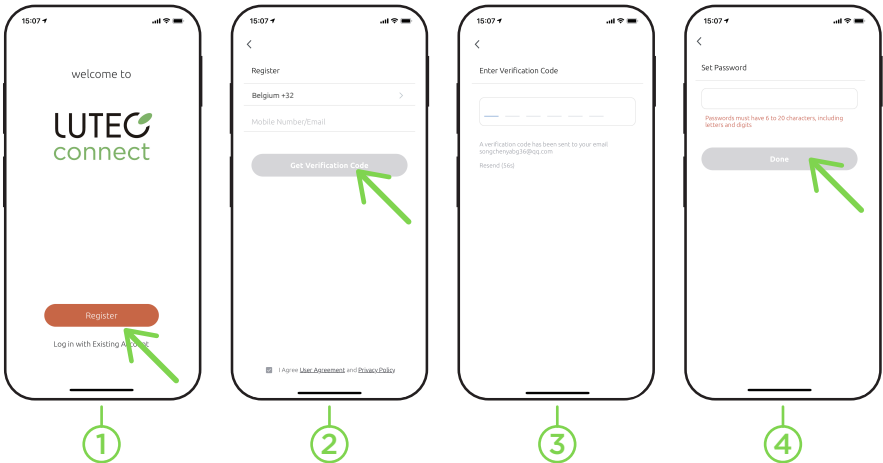 15:07
welcome to
LUTEC
connect
Register
Log in with Existing Account
1
15:07
Register
Belgium +32
Mobile Number/Email
Get Verification Code
I Agree User Agreement and Privacy Policy
2
15:07
Enter Verification Code
A verification code has been sent to your email
songchenyabg36@qq.com
Resend (56s)
3
15:07
Set Password
Passwords must have 6 to 20 characters, including
letters and digits
Done
4